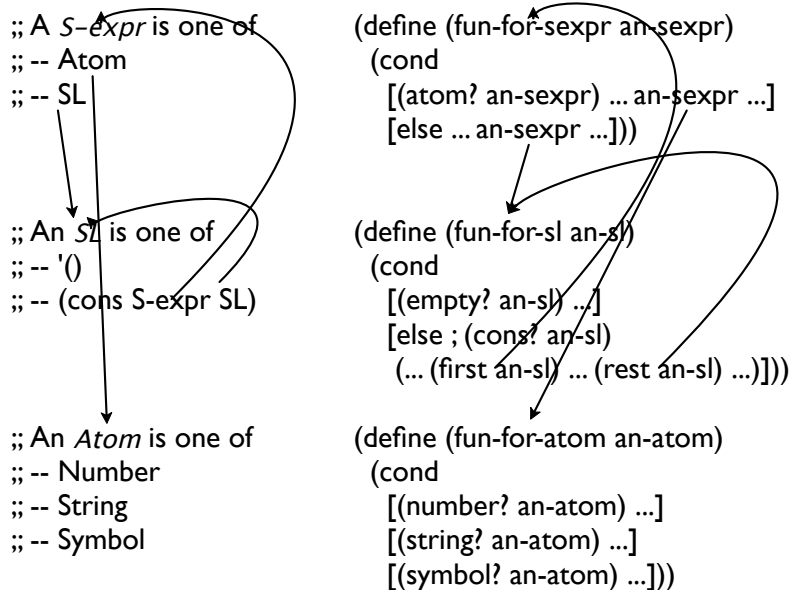 ;; A S-expr is one of
;; -- Atom
;; -- SL
;; An SL is one of
;; -- '()
;; -- (cons S-expr SL)
;; An Atom is one of
;; -- Number
;; -- String
;; -- Symbol
(define (fun-for-sexpr an-sexpr)
(cond
[(atom? an-sexpr) ... an-sexpr ...]
[else ... an-sexpr ...]))
(define (fun-for-sl an-sl)
(cond
[(empty? an-sl) ...]
[else ; (cons? an-sl)
(... (first an-sl) ... (rest an-sl) ...)]))
(define (fun-for-atom an-atom)
(cond
[(number? an-atom) ...]
[(string? an-atom) ...]
[(symbol? an-atom) ...]))